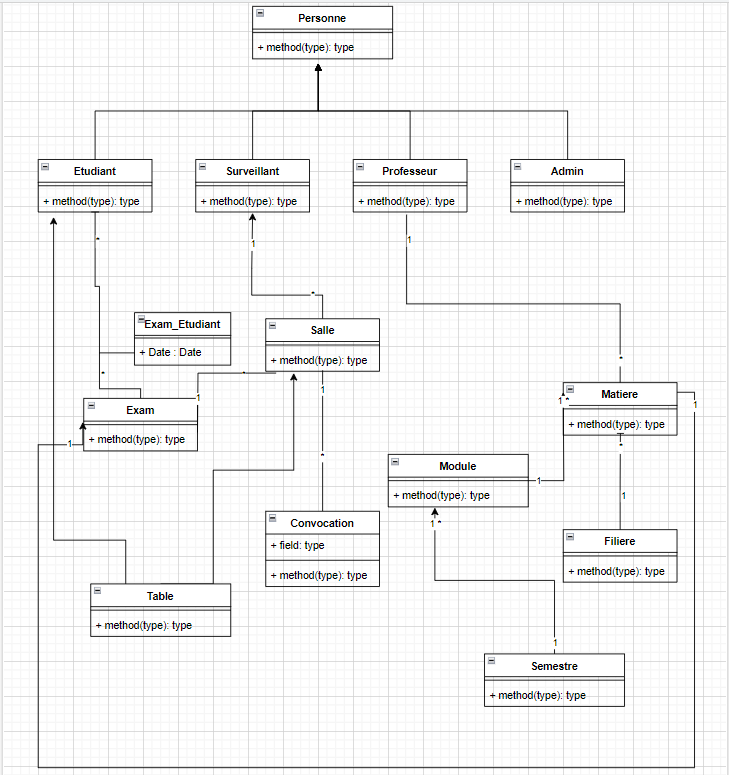 Personne
+ method(type): type
Etudiant
+ method(type): type
Surveillant
+ method(type): type
Professeur
+ method(type): type
Admin
+ method(type): type
*
1
1
Exam_Etudiant
+ Date : Date
*
Salle
+ method(type): type
*
*
1
1
Exam
+ method(type): type
1
*
Matiere
+ method(type): type
1 *
1
*
Module
+ method(type): type
1
1 *
*
1
Convocation
+ field: type
+ method(type): type
Filiere
+ method(type): type
Table
+ method(type): type
1
Semestre
+ method(type): type